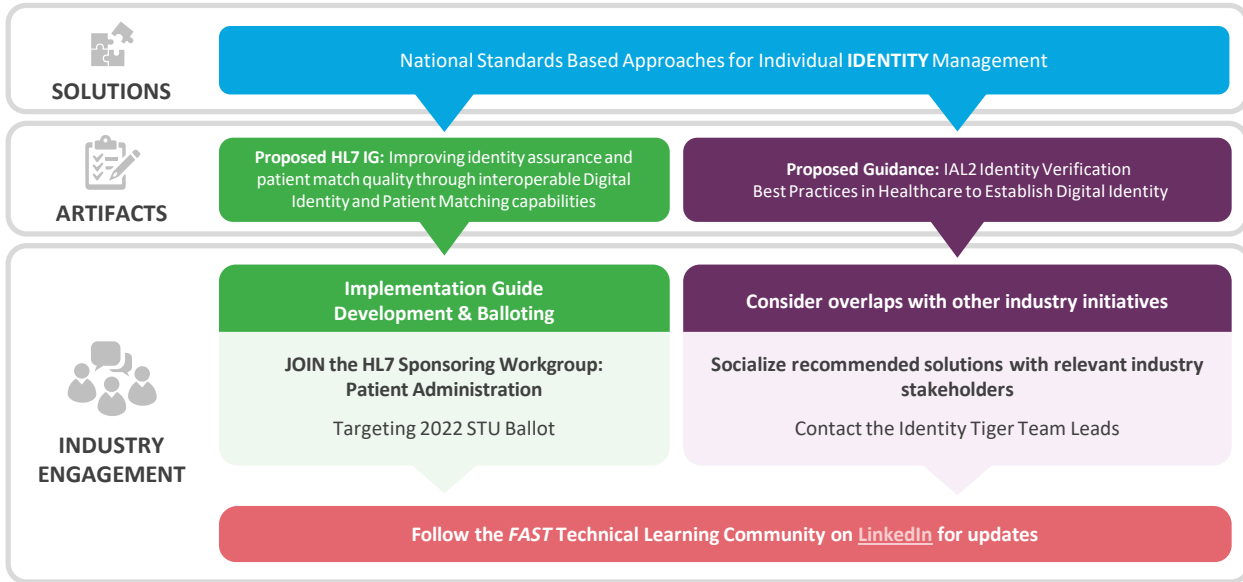 SOLUTIONS
National Standards Based Approaches for Individual IDENTITY Management
ARTIFACTS
Proposed HL7 IG: Improving identity assurance and
patient match quality through interoperable Digital
Identity and Patient Matching capabilities
Proposed Guidance: IAL2 Identity Verification
Best Practices in Healthcare to Establish Digital Identity
INDUSTRY
ENGAGEMENT
Implementation Guide
Development & Balloting
JOIN the HL7 Sponsoring Workgroup:
Patient Administration
Targeting 2022 STU Ballot
Consider overlaps with other industry initiatives
Socialize recommended solutions with relevant industry
stakeholders
Contact the Identity Tiger Team Leads
Follow the FAST Technical Learning Community on LinkedIn for updates